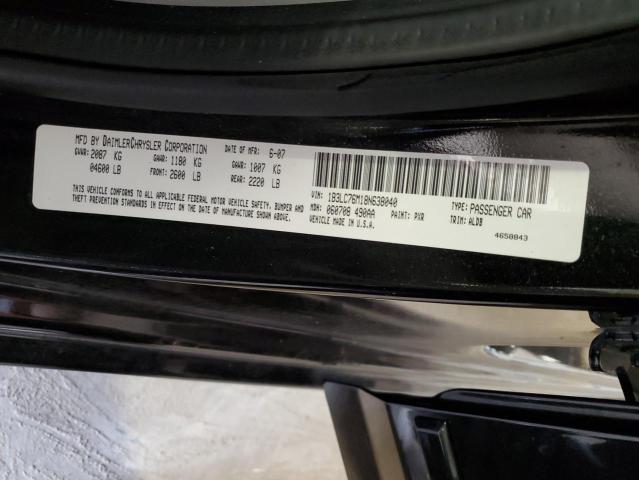 MFD BY DAIMLERCHRYSLER CORPORATION DATE OF MFR: 6-07
GVWR: 2087 KG GAWR: 1180 KG GAWR: 1007 KG
04600 LB FRONT: 2600 LB REAR: 2220 LB
THIS VEHICLE CONFORMS TO ALL APPLICABLE FEDERAL MOTOR VEHICLE SAFETY, BUMPER AND
THEFT PREVENTION STANDARDS IN EFFECT ON THE DATE OF MANUFACTURE SHOWN ABOVE.
VIN: 1B3LC76M18N638040 TYPE: PASSENGER CAR
MDH: 060708 490AA PAINT: PXR TRIM: ALDB
VEHICLE MADE IN U.S.A. 4658843